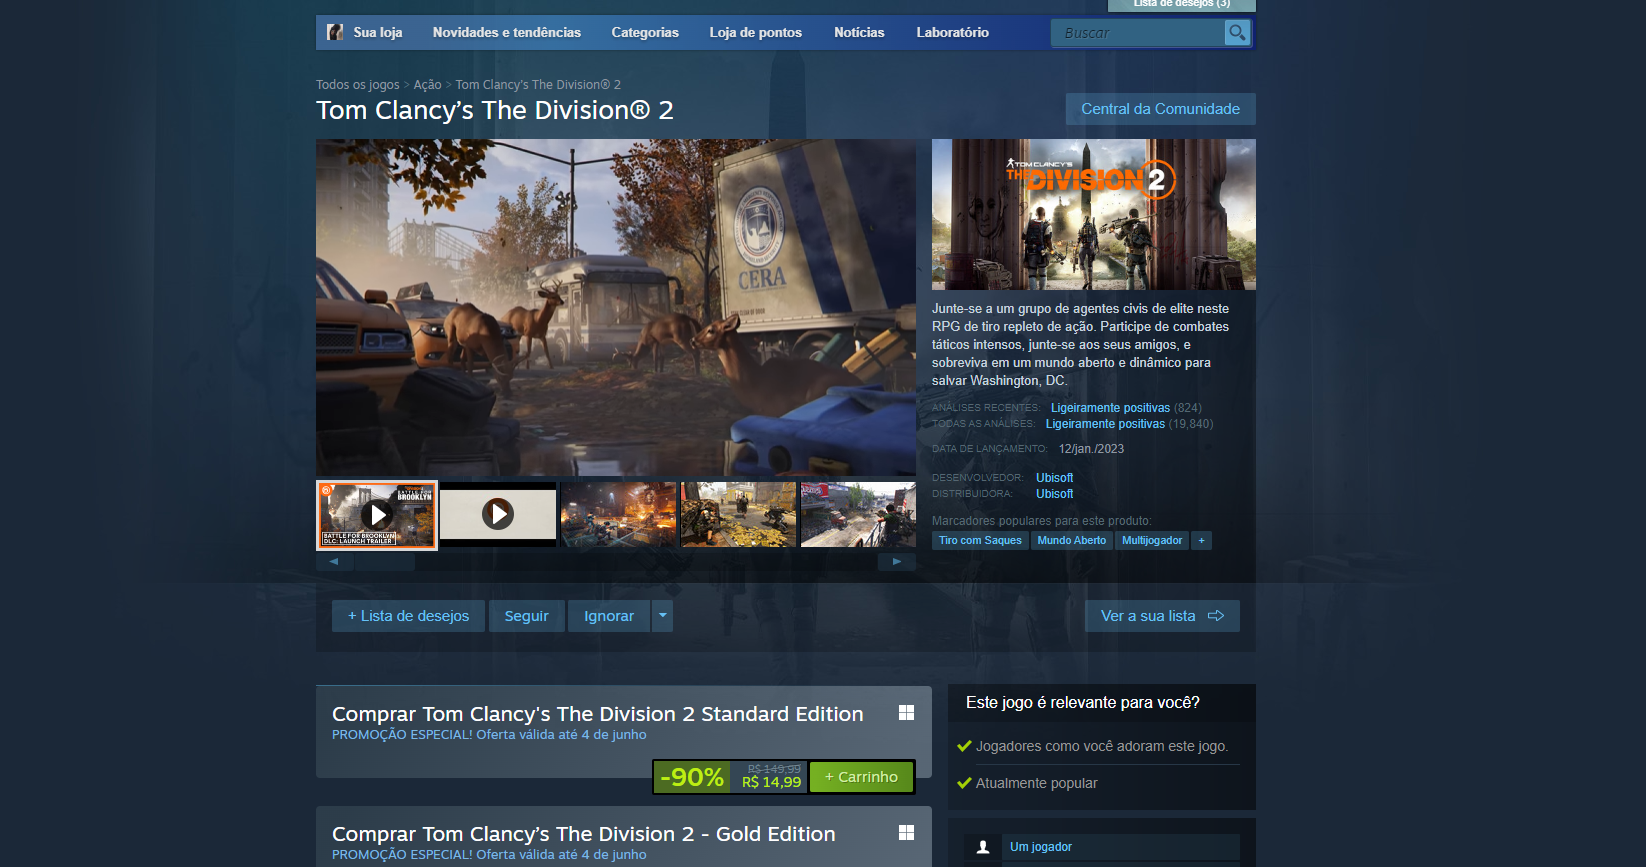 Lista de desejos (3)
Sua loja
Novidades e tendências
Categorias
Loja de pontos
Notícias
Laboratório
Buscar
Todos os jogos > Ação > Tom Clancy’s The Division® 2
Tom Clancy’s The Division® 2
Central da Comunidade
CERA
TOM CLANCY'S
THE DIVISION 2
Junte-se a um grupo de agentes civis de elite neste
RPG de tiro repleto de ação. Participe de combates
táticos intensos, junte-se aos seus amigos, e
sobreviva em um mundo aberto e dinâmico para
salvar Washington, DC.
ANÁLISES RECENTES: Ligeiramente positivas (824)
TODAS AS ANÁLISES: Ligeiramente positivas (19,840)
DATA DE LANÇAMENTO: 12/jan./2023
DESENVOLVEDOR: Ubisoft
DISTRIBUIDORA: Ubisoft
Marcadores populares para este produto:
Tiro com Saques
Mundo Aberto
Multijogador
+
BATTLE FOR
BROOKLYN
BATTLE FOR BROOKLYN
DLC: LAUNCH TRAILER
+ Lista de desejos
Seguir
Ignorar
Ver a sua lista
Comprar Tom Clancy's The Division 2 Standard Edition
PROMOÇÃO ESPECIAL! Oferta válida até 4 de junho
-90%
R$ 149,99
R$ 14,99
+ Carrinho
Este jogo é relevante para você?
Jogadores como você adoram este jogo.
Atualmente popular
Comprar Tom Clancy’s The Division 2 - Gold Edition
PROMOÇÃO ESPECIAL! Oferta válida até 4 de junho
Um jogador